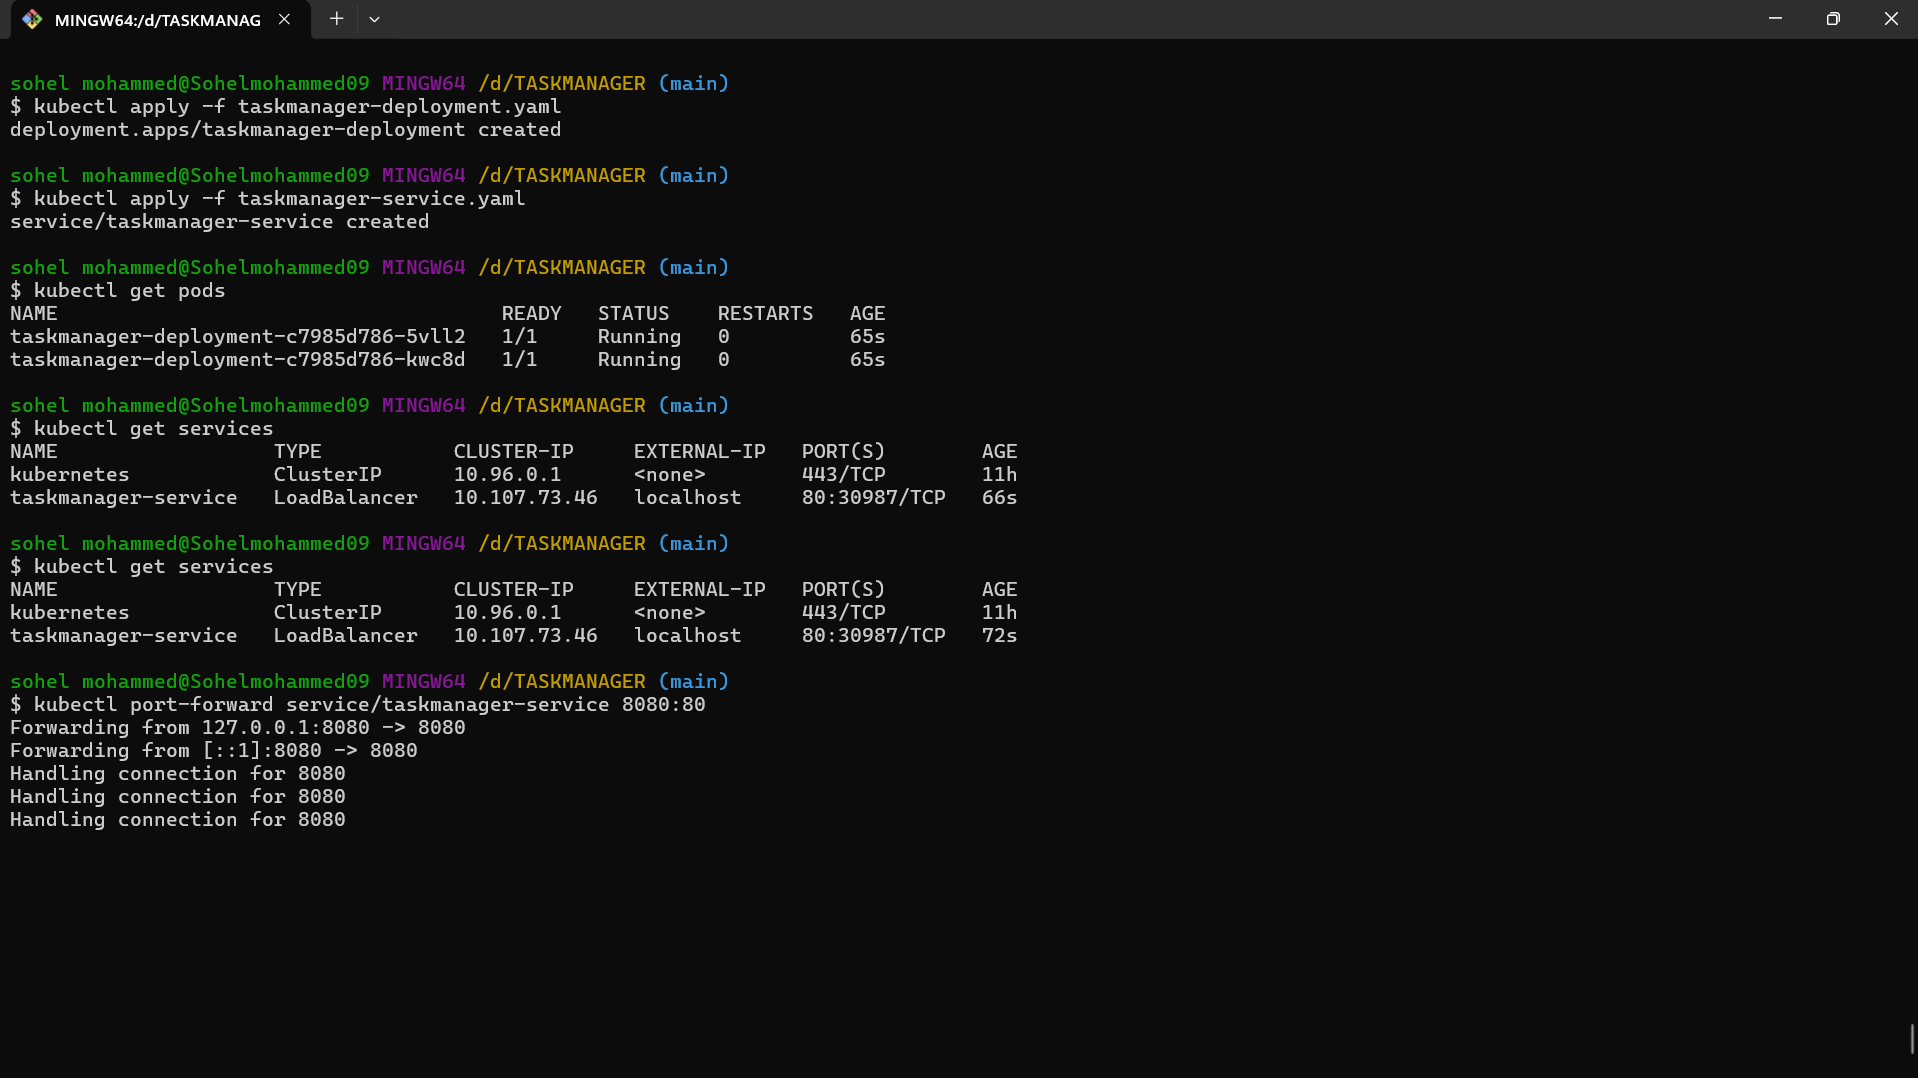 MINGW64:/d/TASKMANAG
sohel mohammed@Sohelmohammed09 MINGW64 /d/TASKMANAGER (main)
$ kubectl apply -f taskmanager-deployment.yaml
deployment.apps/taskmanager-deployment created
sohel mohammed@Sohelmohammed09 MINGW64 /d/TASKMANAGER (main)
$ kubectl apply -f taskmanager-service.yaml
service/taskmanager-service created
sohel mohammed@Sohelmohammed09 MINGW64 /d/TASKMANAGER (main)
$ kubectl get pods
NAME                                     READY   STATUS    RESTARTS   AGE
taskmanager-deployment-c7985d786-5vll2   1/1     Running   0          65s
taskmanager-deployment-c7985d786-kwc8d   1/1     Running   0          65s
sohel mohammed@Sohelmohammed09 MINGW64 /d/TASKMANAGER (main)
$ kubectl get services
NAME                  TYPE           CLUSTER-IP     EXTERNAL-IP   PORT(S)        AGE
kubernetes            ClusterIP      10.96.0.1      <none>        443/TCP        11h
taskmanager-service   LoadBalancer   10.107.73.46   localhost     80:30987/TCP   66s
sohel mohammed@Sohelmohammed09 MINGW64 /d/TASKMANAGER (main)
$ kubectl get services
NAME                  TYPE           CLUSTER-IP     EXTERNAL-IP   PORT(S)        AGE
kubernetes            ClusterIP      10.96.0.1      <none>        443/TCP        11h
taskmanager-service   LoadBalancer   10.107.73.46   localhost     80:30987/TCP   72s
sohel mohammed@Sohelmohammed09 MINGW64 /d/TASKMANAGER (main)
$ kubectl port-forward service/taskmanager-service 8080:80
Forwarding from 127.0.0.1:8080 -> 8080
Forwarding from [::1]:8080 -> 8080
Handling connection for 8080
Handling connection for 8080
Handling connection for 8080